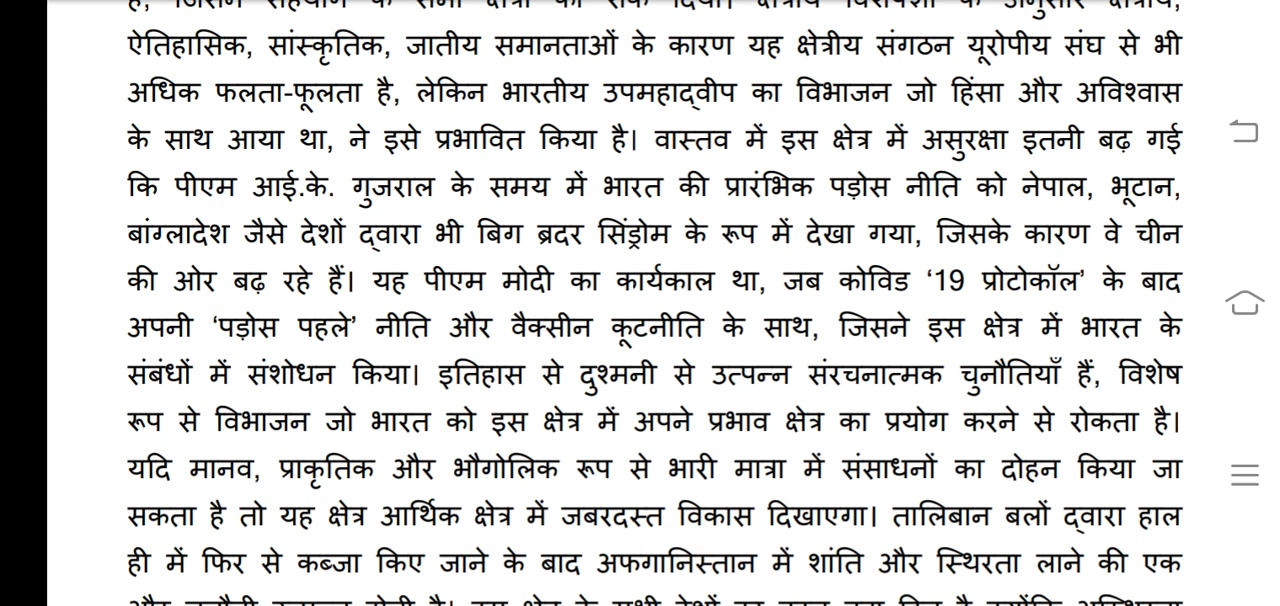 ऐतिहासिक, सांस्कृतिक, जातीय समानताओं के कारण यह क्षेत्रीय संगठन यूरोपीय संघ से भी
अधिक फलता-फूलता है, लेकिन भारतीय उपमहाद्वीप का विभाजन जो हिंसा और अविश्वास
के साथ आया था, ने इसे प्रभावित किया है। वास्तव में इस क्षेत्र में असुरक्षा इतनी बढ़ गई
कि पीएम आई.के. गुजराल के समय में भारत की प्रारंभिक पड़ोस नीति को नेपाल, भूटान,
बांग्लादेश जैसे देशों द्वारा भी बिग ब्रदर सिंड्रोम के रूप में देखा गया, जिसके कारण वे चीन
की ओर बढ़ रहे हैं। यह पीएम मोदी का कार्यकाल था, जब कोविड ‘19 प्रोटोकॉल’ के बाद
अपनी ‘पड़ोस पहले’ नीति और वैक्सीन कूटनीति के साथ, जिसने इस क्षेत्र में भारत के
संबंधों में संशोधन किया। इतिहास से दुश्मनी से उत्पन्न संरचनात्मक चुनौतियाँ हैं, विशेष
रूप से विभाजन जो भारत को इस क्षेत्र में अपने प्रभाव क्षेत्र का प्रयोग करने से रोकता है।
यदि मानव, प्राकृतिक और भौगोलिक रूप से भारी मात्रा में संसाधनों का दोहन किया जा
सकता है तो यह क्षेत्र आर्थिक क्षेत्र में जबरदस्त विकास दिखाएगा। तालिबान बलों द्वारा हाल
ही में फिर से कब्जा किए जाने के बाद अफगानिस्तान में शांति और स्थिरता लाने की एक